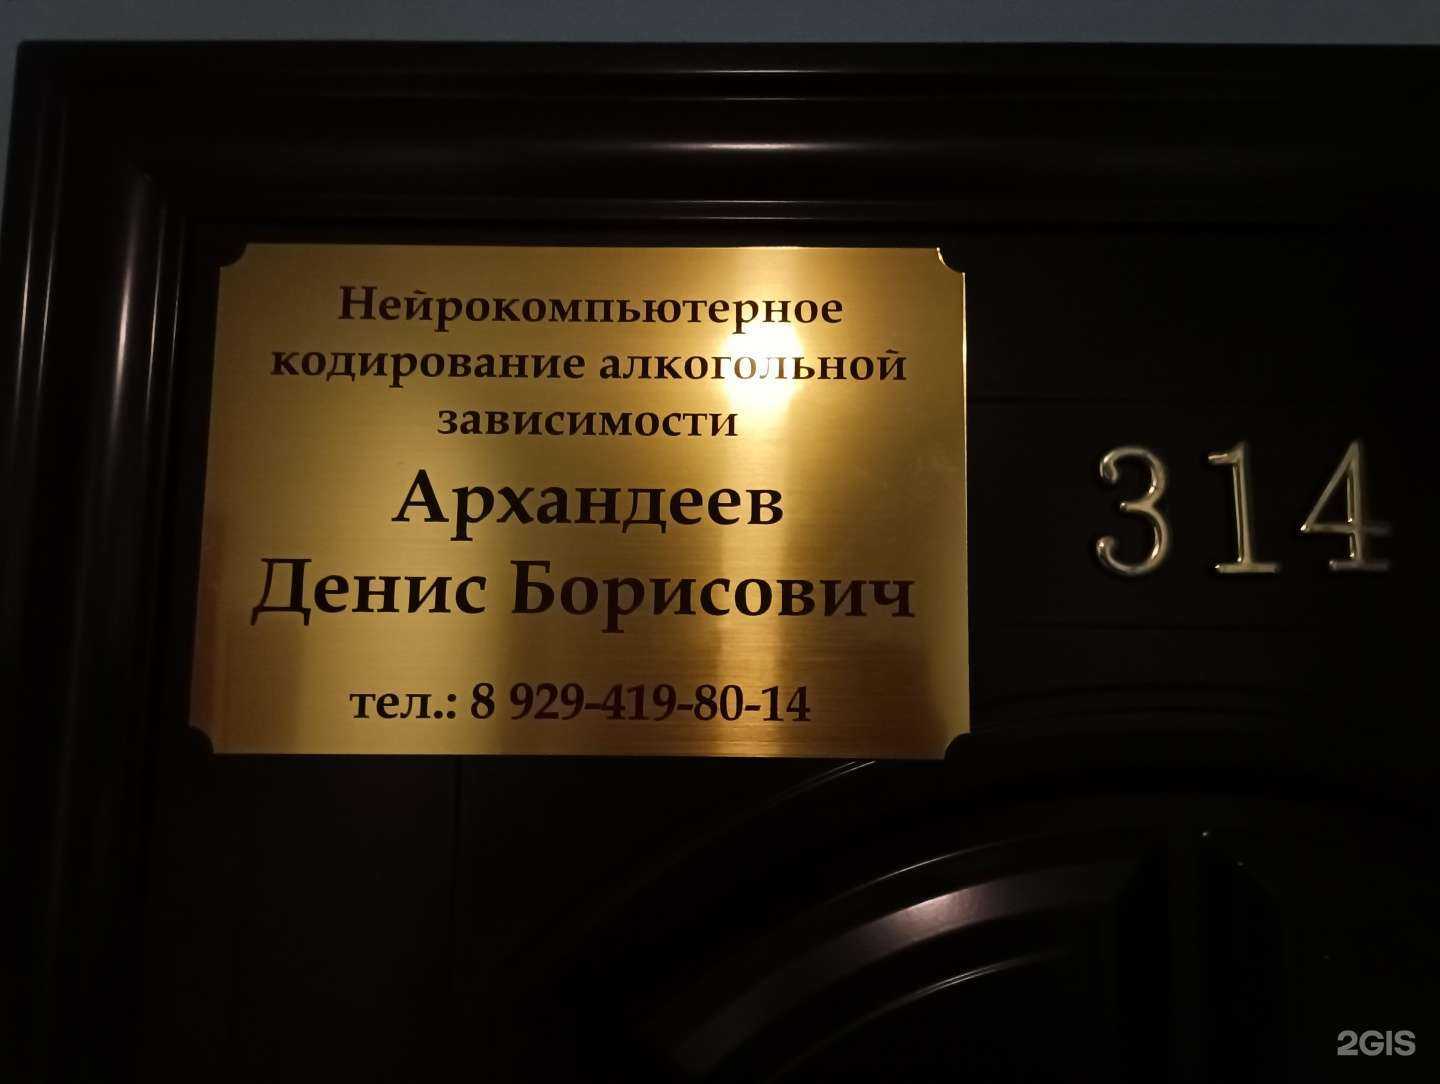 Нейрокомпьютерное
кодирование алкогольной
зависимости
Архандеев
Денис Борисович
тел.: 8 929-419-80-14
314
2GIS